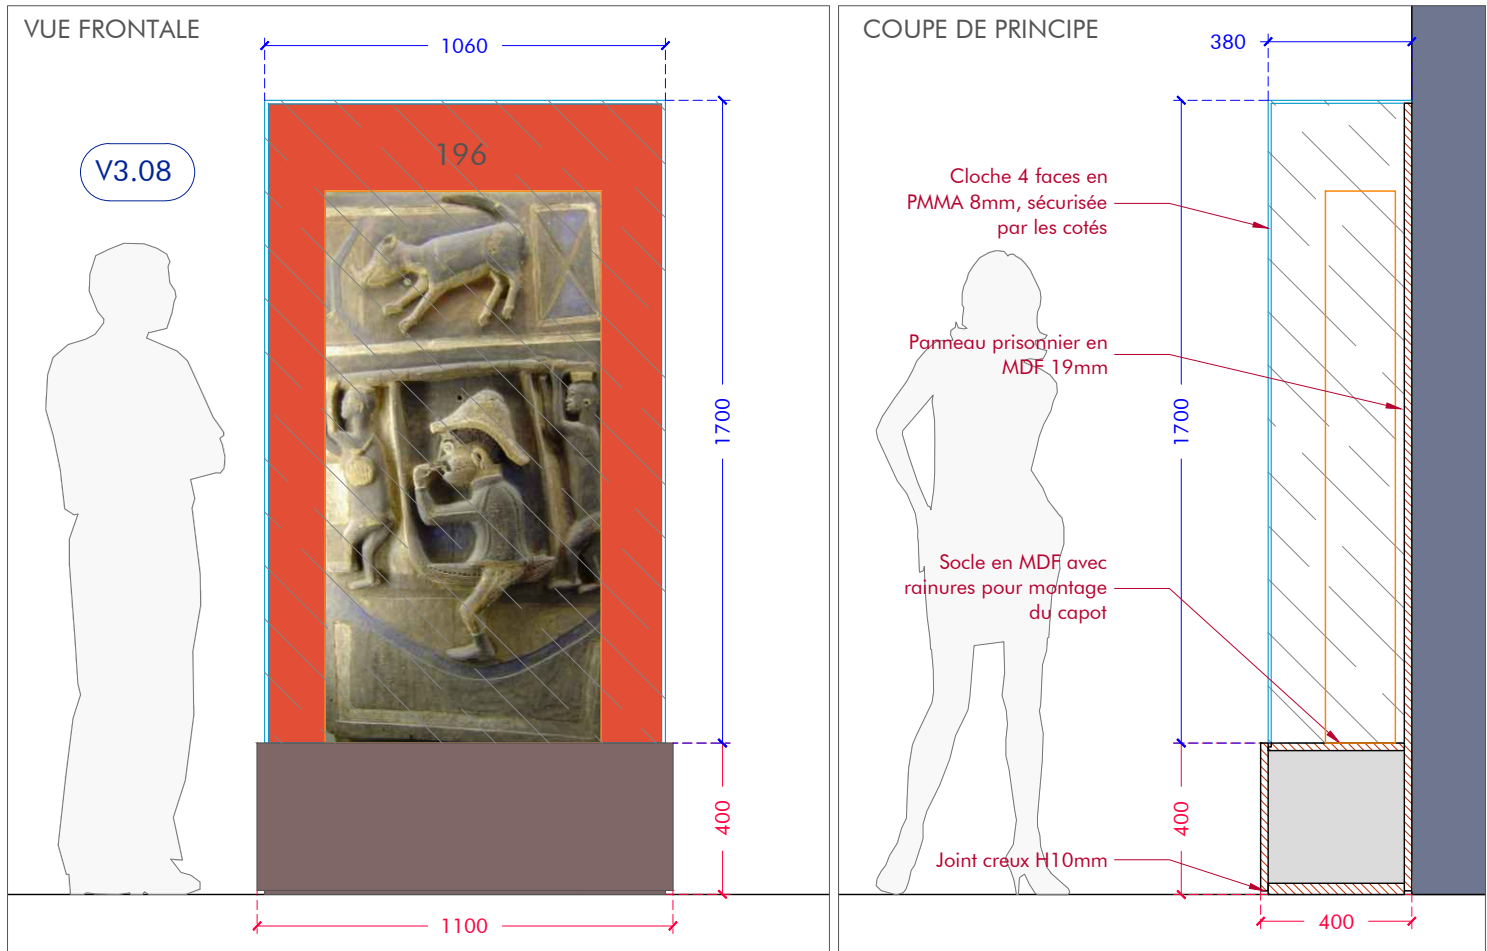 VUE FRONTALE
1060
V3.08
196
1700
400
1100
COUPE DE PRINCIPE
380
Cloche 4 faces en
PMMA 8mm, sécurisée
par les cotés
Panneau prisonnier en
MDF 19mm
1700
Socle en MDF avec
rainures pour montage
du capot
400
Joint creux H10mm
400